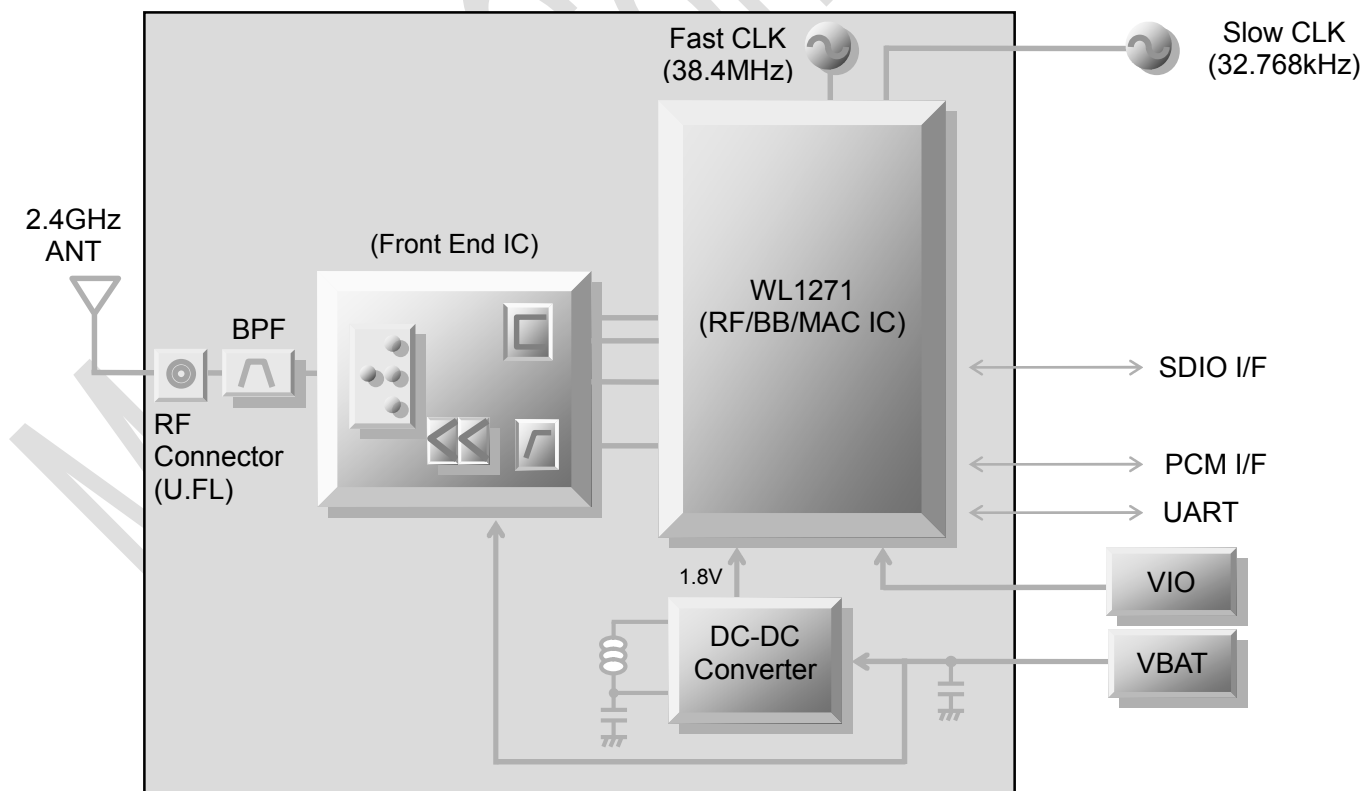 Fast CLK
(38.4MHz)
Slow CLK
(32.768kHz)
2.4GHz
ANT
(Front End IC)
BPF
WL1271
(RF/BB/MAC IC)
RF
Connector
(U.FL)
SDIO I/F
PCM I/F
UART
1.8V
VIO
DC-DC
Converter
VBAT